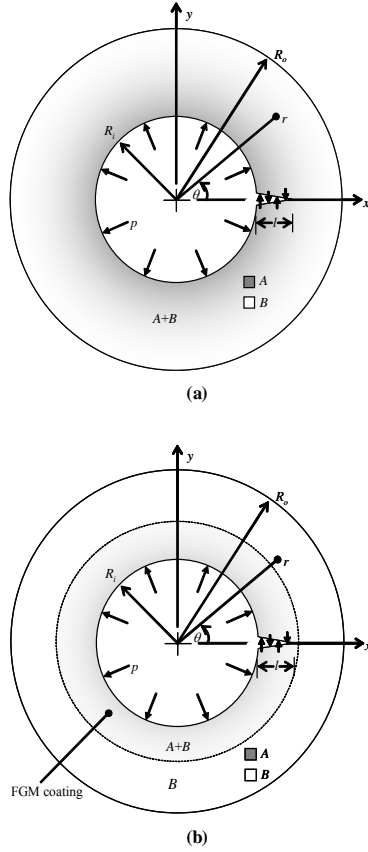 y
R_o
R_i
r
θ
x
p
l
A
B
A+B
(a)
y
R_o
R_i
r
θ
x
p
l
A+B
A
B
B
FGM coating
(b)